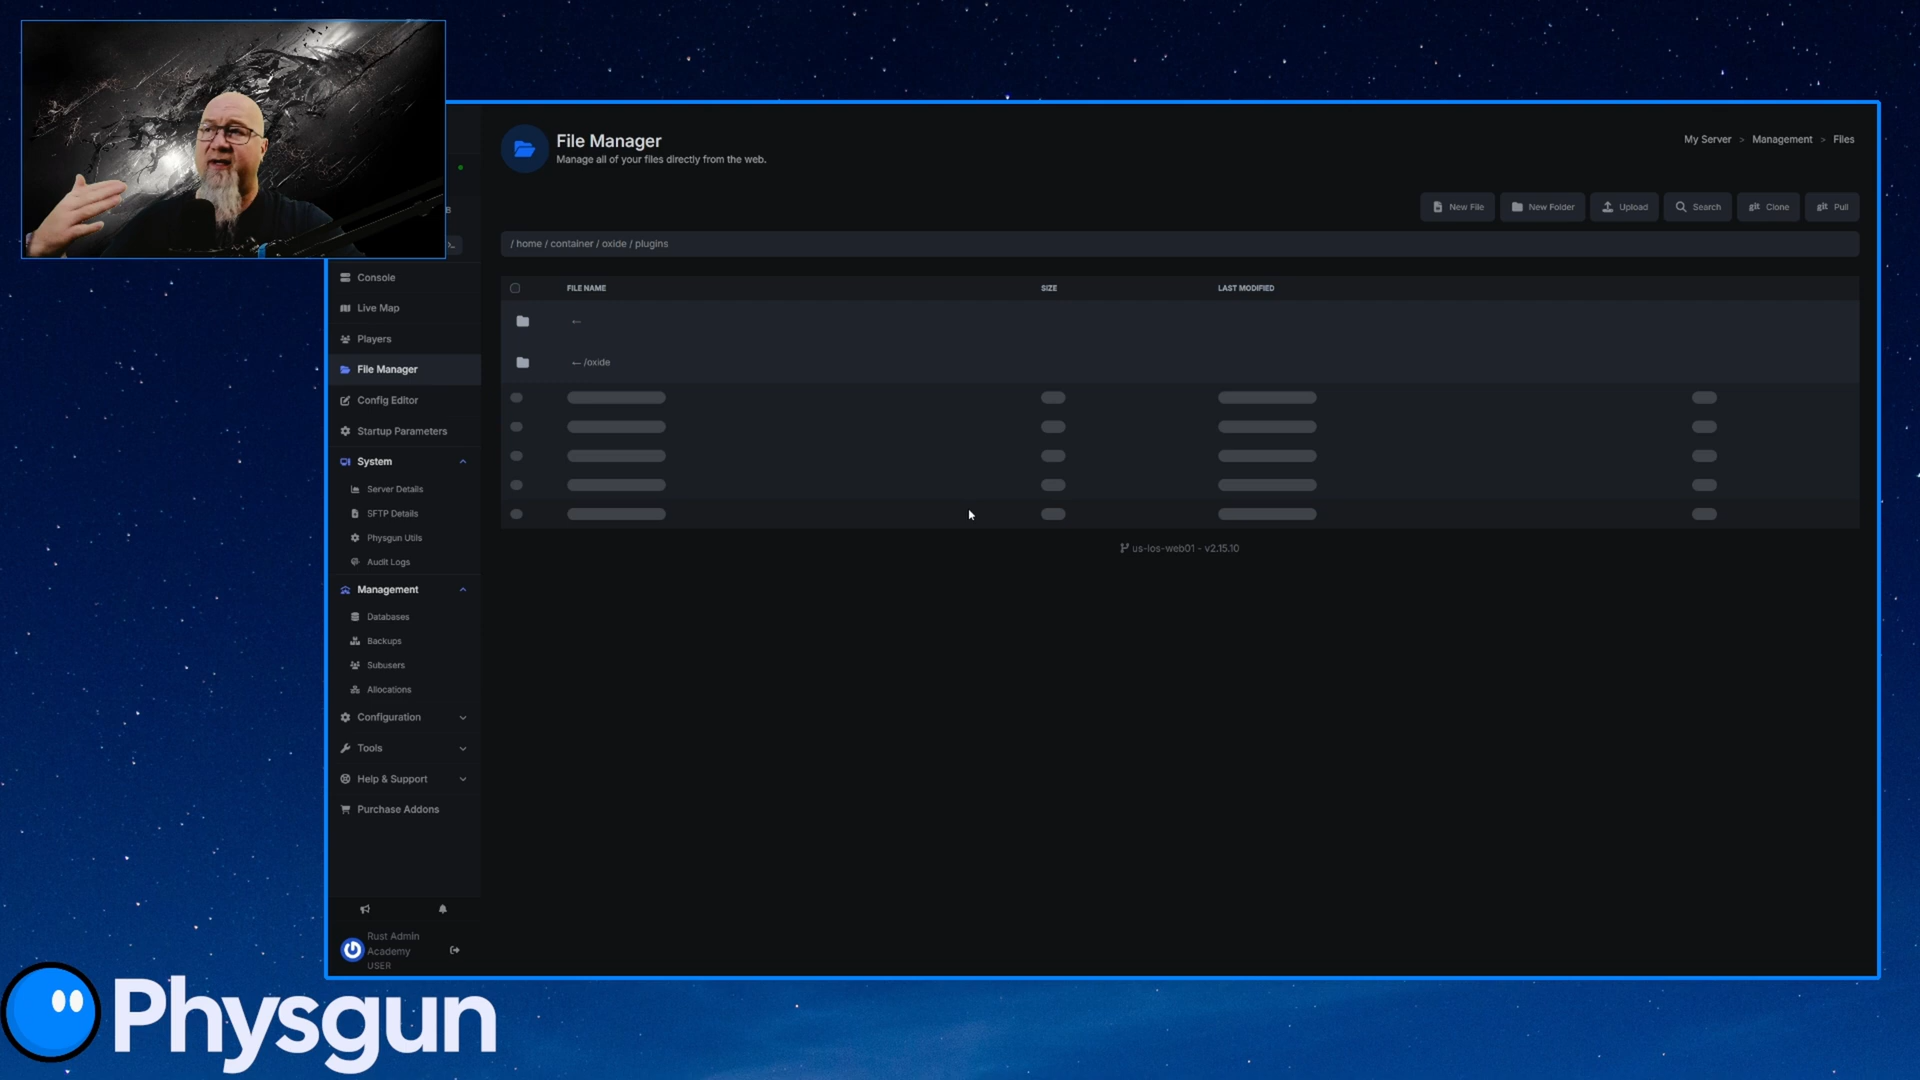 File Manager
Manage all of your files directly from the web.
My Server > Management > Files
New File
New Folder
Upload
Search
git Clone
git Pull
/ home / container / oxide / plugins
FILE NAME
SIZE
LAST MODIFIED
←
← /oxide
us-los-web01 - v2.15.10
B
Console
Live Map
Players
File Manager
Config Editor
Startup Parameters
System
Server Details
SFTP Details
Physgun Utils
Audit Logs
Management
Databases
Backups
Subusers
Allocations
Configuration
Tools
Help & Support
Purchase Addons
Rust Admin
Academy
USER
Physgun